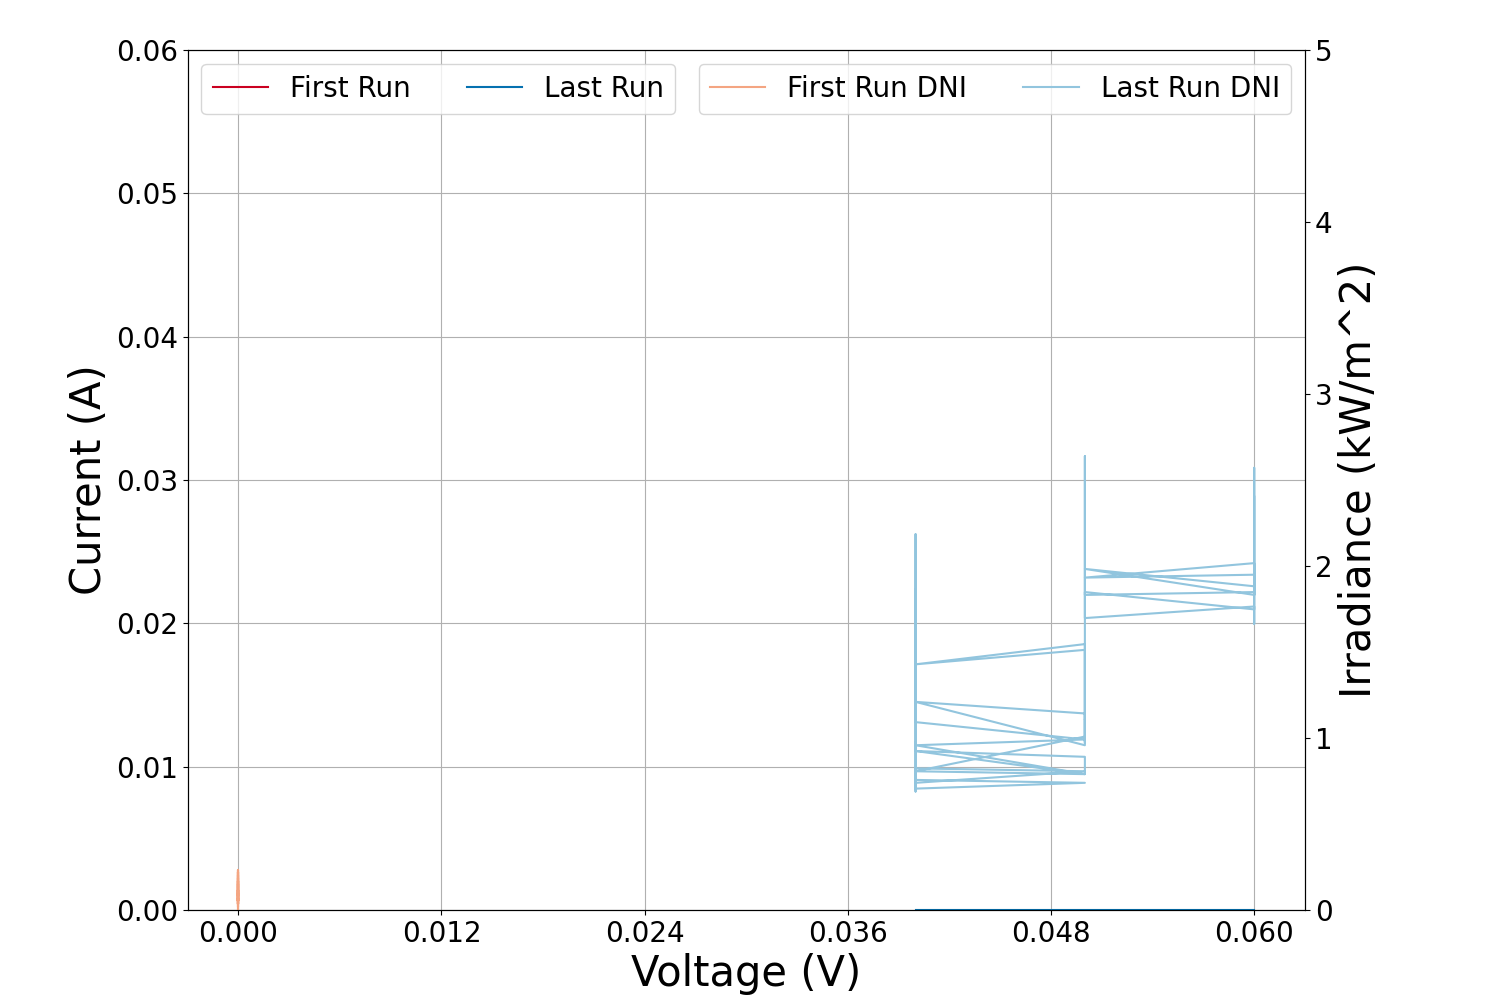 First Run
Last Run
First Run DNI
Last Run DNI
0.06
0.05
0.04
0.03
0.02
0.01
0.00
Current (A)
5
4
3
2
1
0
Irradiance (kW/m^2)
0.000
0.012
0.024
0.036
0.048
0.060
Voltage (V)